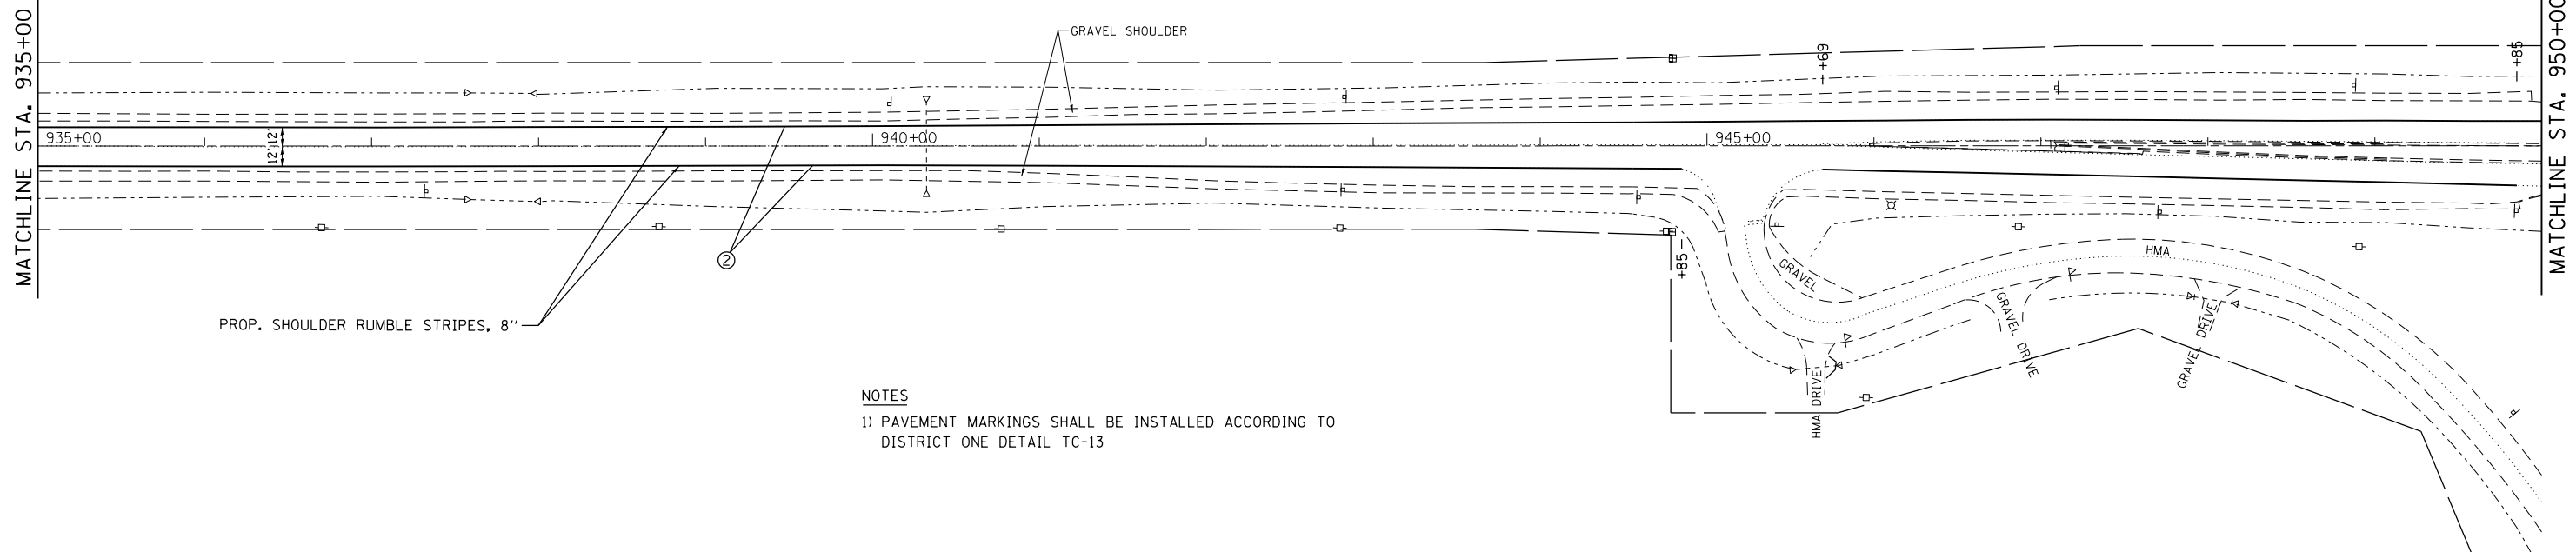 MATCHLINE STA. 935+00
GRAVEL SHOULDER
+69
+85
MATCHLINE STA. 950+00
935+00
12' 12'
940+00
945+00
+85
2
PROP. SHOULDER RUMBLE STRIPES, 8"
GRAVEL
HMA
HMA DRIVE
GRAVEL DRIVE
GRAVEL DRIVE
NOTES
1) PAVEMENT MARKINGS SHALL BE INSTALLED ACCORDING TO
DISTRICT ONE DETAIL TC-13